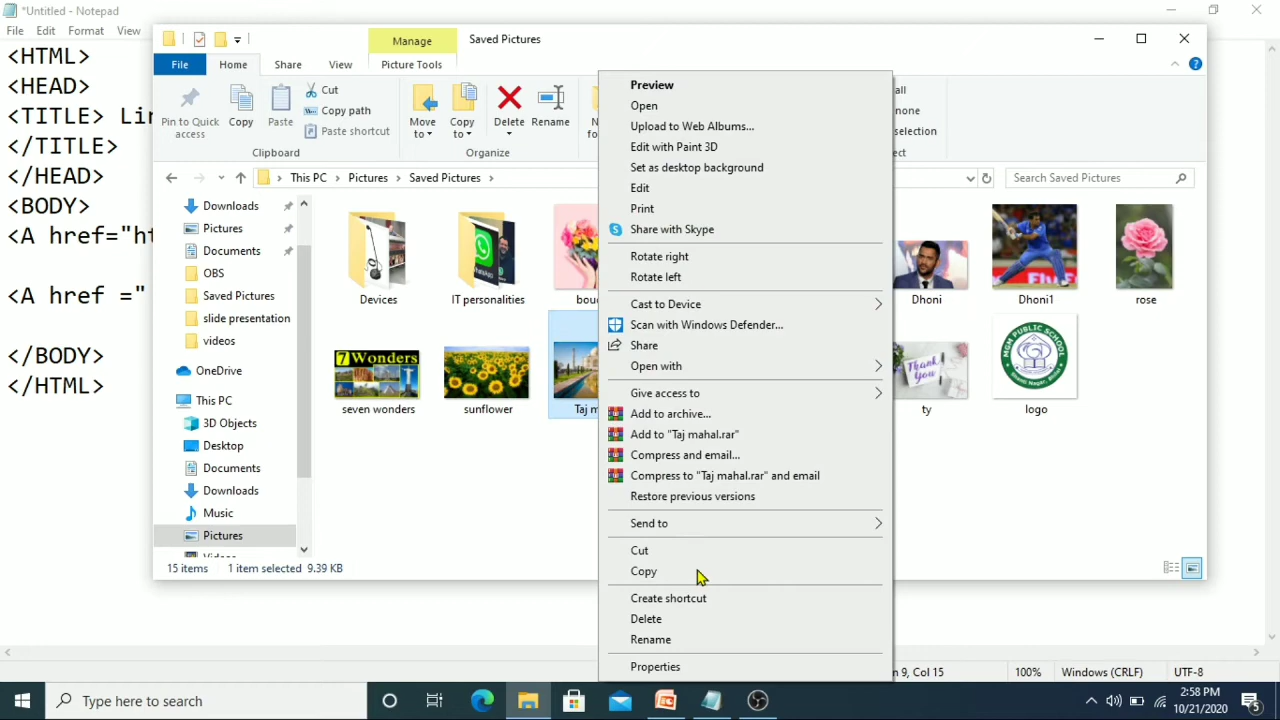 *Untitled - Notepad
File Edit Format View
<HTML>
<HEAD>
<TITLE>
</TITLE>
</HEAD>
<BODY>
<A href="
<A href ="
</BODY>
</HTML>
Manage Saved Pictures
File Home Share View Picture Tools
Pin to Quick access
Copy
Paste
Cut
Copy path
Paste shortcut
Clipboard
Move to
Copy to
Delete
Rename
Organize
selection
This PC > Pictures > Saved Pictures >
Search Saved Pictures
Downloads
Pictures
Documents
OBS
Saved Pictures
slide presentation
videos
OneDrive
This PC
3D Objects
Desktop
Documents
Downloads
Music
Pictures
Devices
IT personalities
Dhoni
Dhoni1
rose
7 Wonders
seven wonders
sunflower
Taj
Thank You
ty
MGM PUBLIC SCHOOL
logo
Preview
Open
Upload to Web Albums...
Edit with Paint 3D
Set as desktop background
Edit
Print
Share with Skype
Rotate right
Rotate left
Cast to Device
Scan with Windows Defender...
Share
Open with
Give access to
Add to archive...
Add to "Taj mahal.rar"
Compress and email...
Compress to "Taj mahal.rar" and email
Restore previous versions
Send to
Cut
Copy
Create shortcut
Delete
Rename
Properties
15 items 1 item selected 9.39 KB
n 9, Col 15 100% Windows (CRLF) UTF-8
Type here to search
2:58 PM
10/21/2020
5